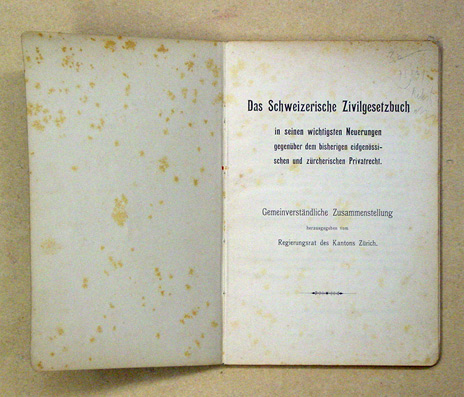 Das Schweizerische Zivilgesetzbuch
in seinen wichtigsten Neuerungen
gegenüber dem bisherigen eidgenössi-
schen und zürcherischen Privatrecht.
Gemeinverständliche Zusammenstellung
herausgegeben vom
Regierungsrat des Kantons Zürich.